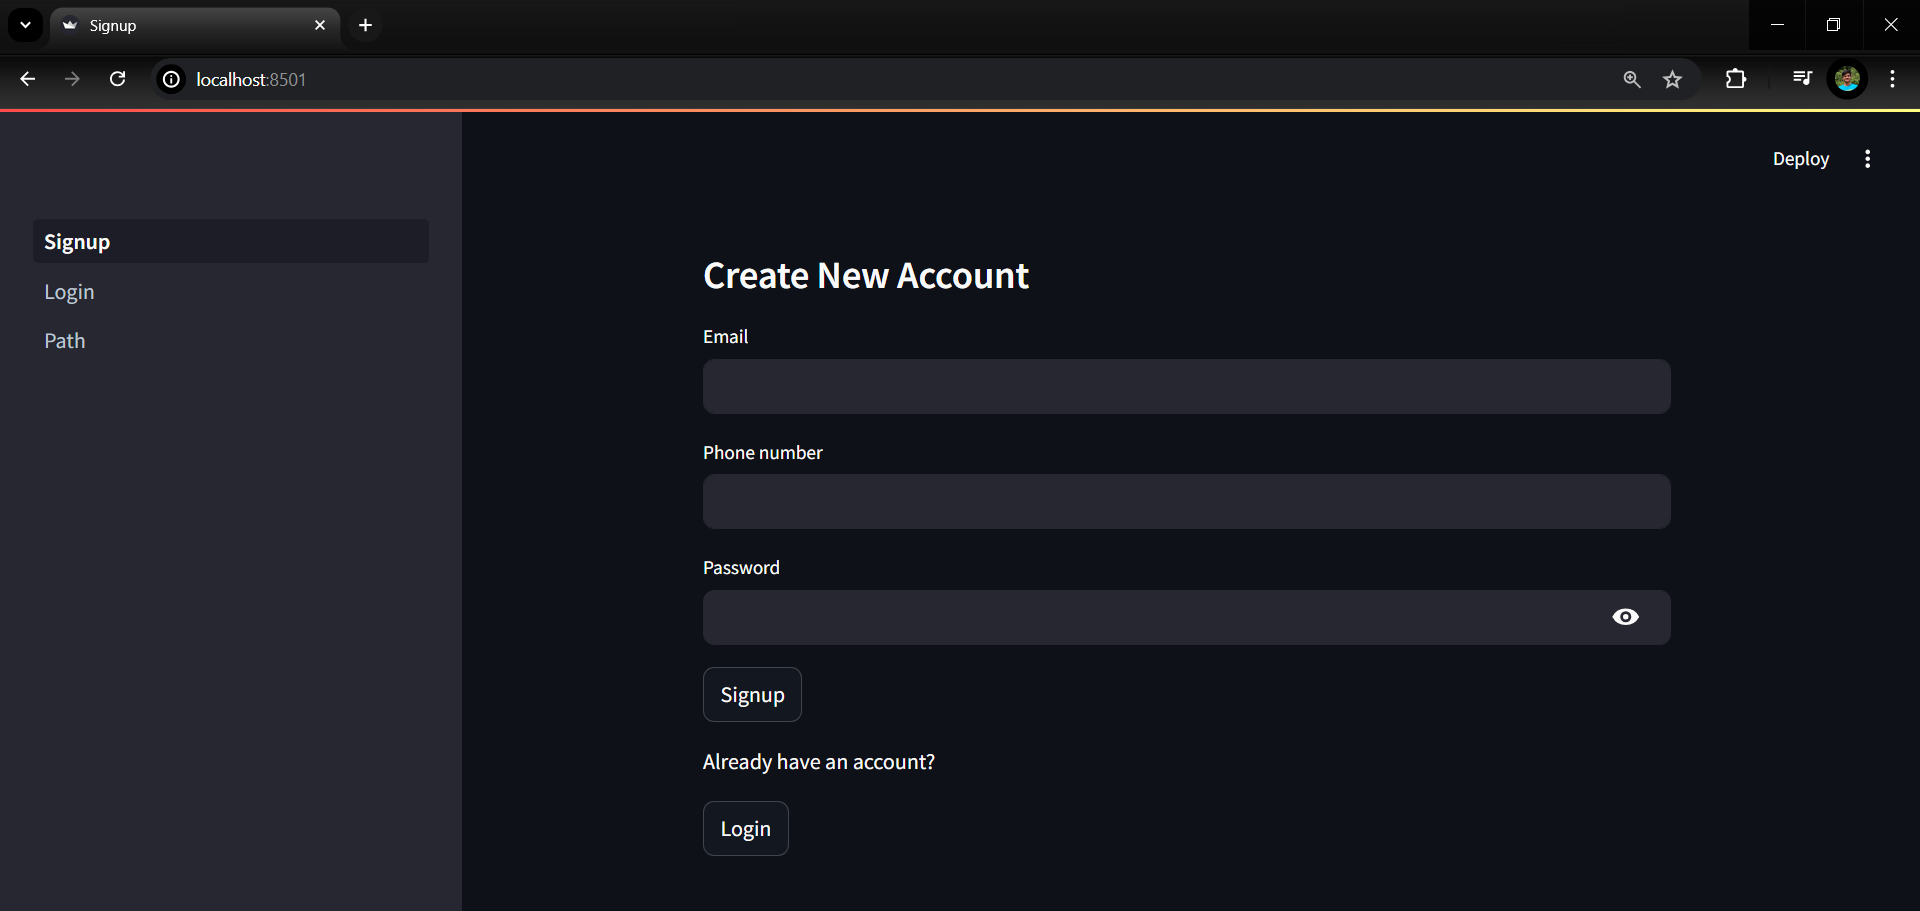 Signup
localhost:8501
Deploy
Signup
Login
Path
Create New Account
Email
Phone number
Password
Signup
Already have an account?
Login